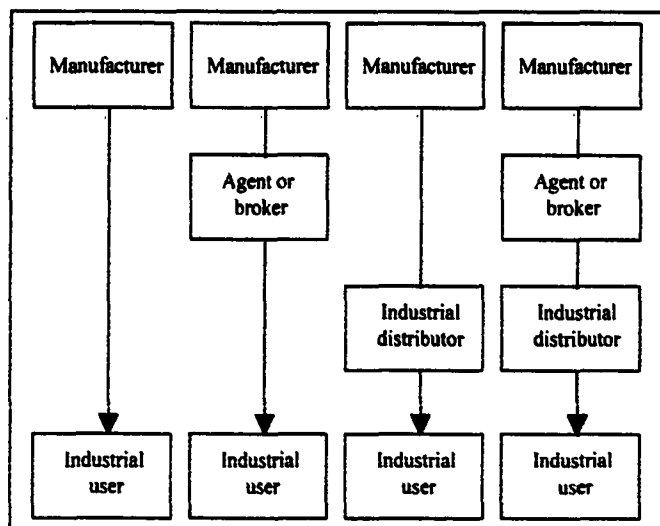 Manufacturer
Manufacturer
Manufacturer
Manufacturer
Agent or
broker
Agent or
broker
Industrial
distributor
Industrial
distributor
Industrial
user
Industrial
user
Industrial
user
Industrial
user